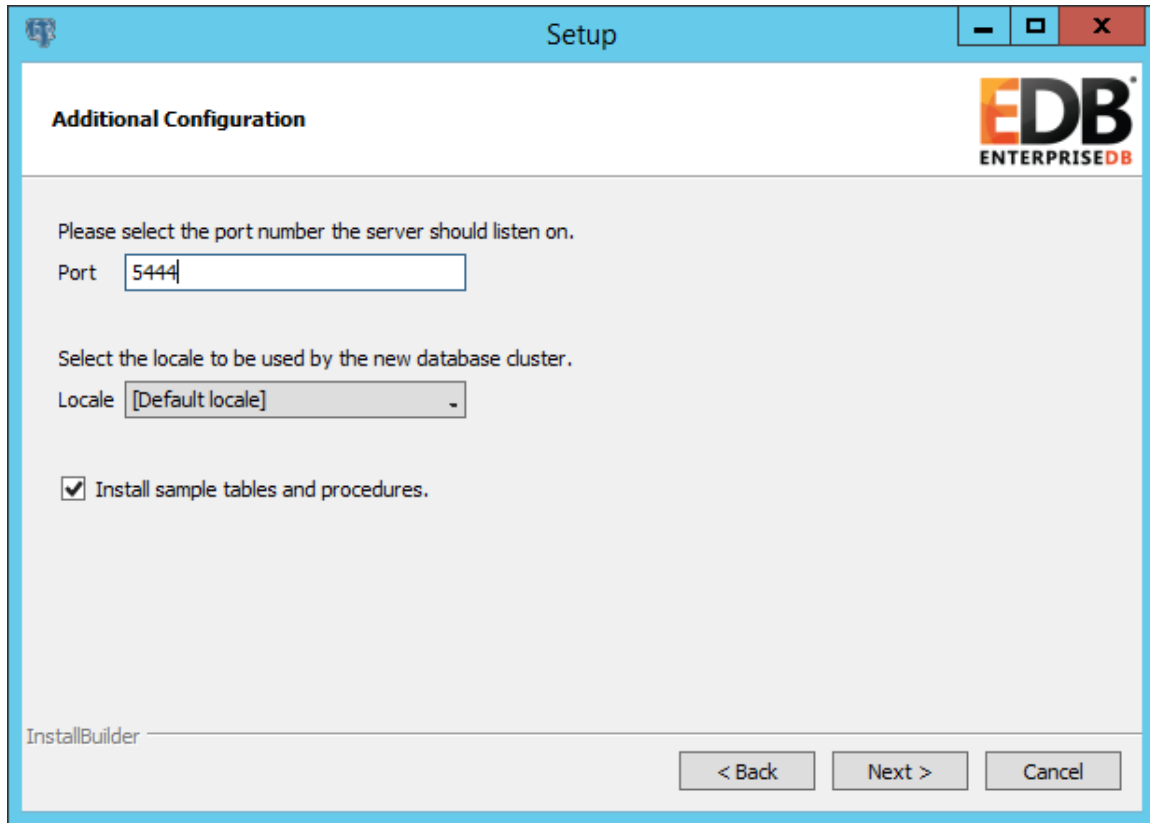 Setup
Additional Configuration
EDB
ENTERPRISEDB
Please select the port number the server should listen on.
Port 5444
Select the locale to be used by the new database cluster.
Locale [Default locale]
Install sample tables and procedures.
InstallBuilder
< Back Next > Cancel